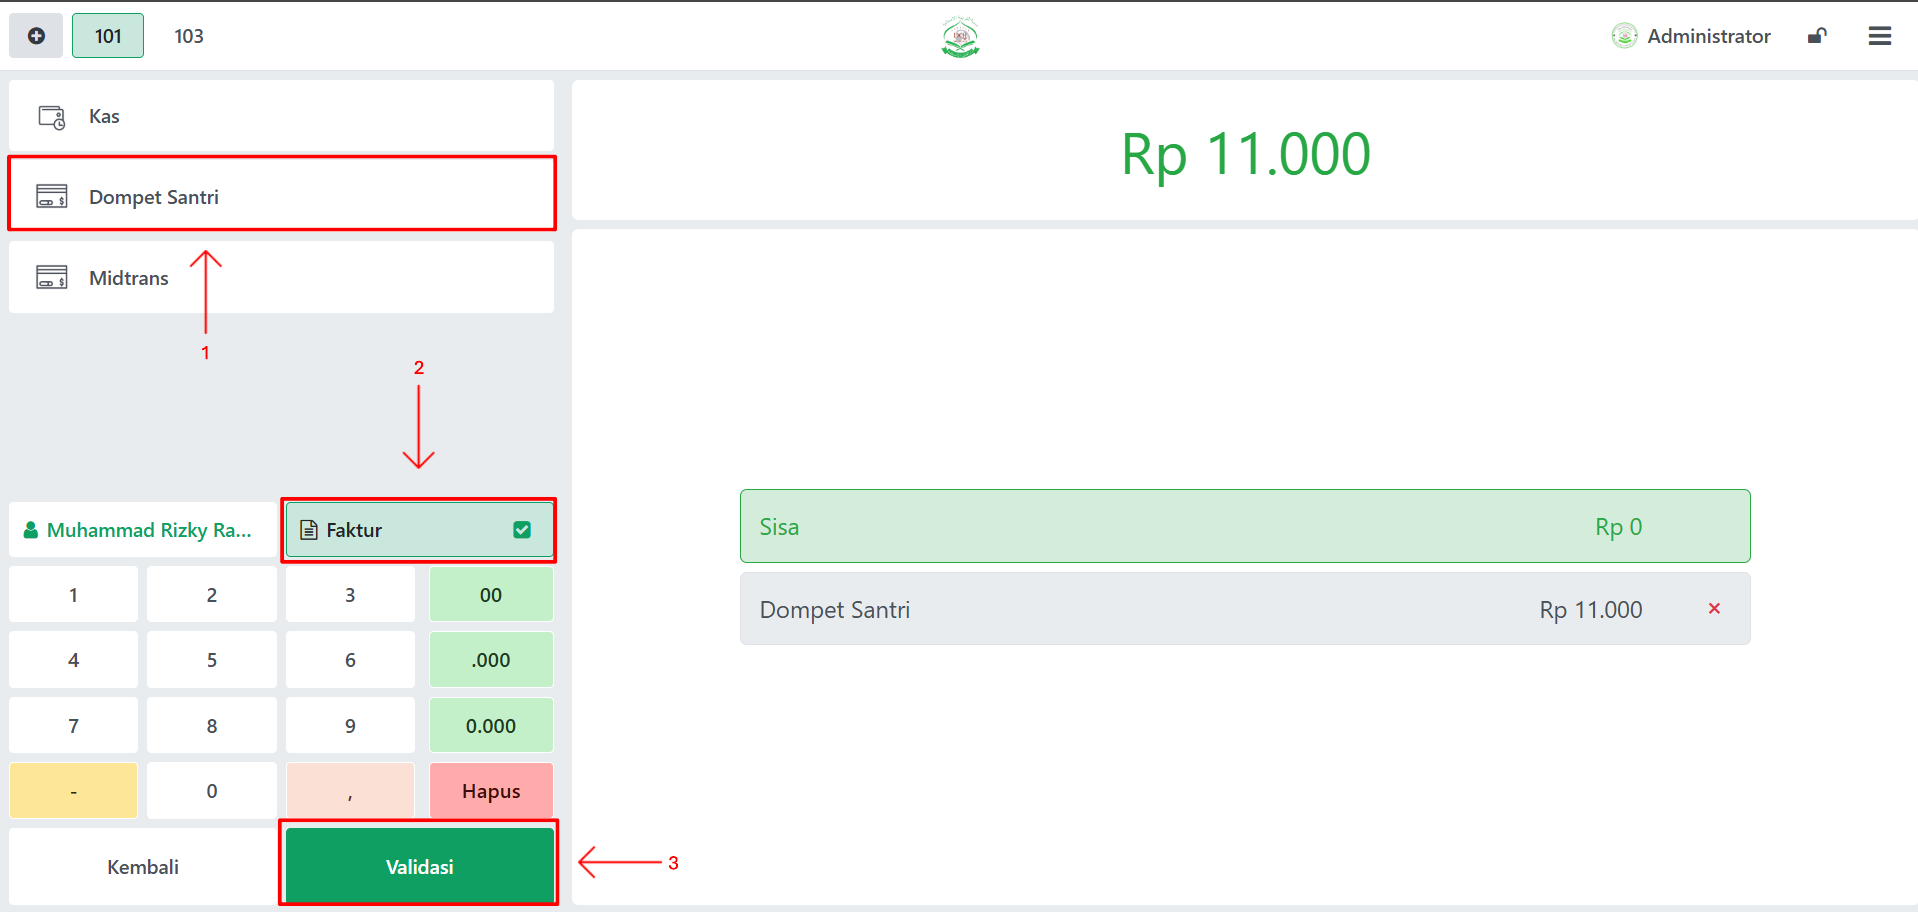 101
103
Administrator
Kas
Dompet Santri
Midtrans
1
2
Muhammad Rizky Ra...
Faktur
1 2 3 00
4 5 6 .000
7 8 9 0.000
- 0 , Hapus
Kembali
Validasi
3
Rp 11.000
Sisa Rp 0
Dompet Santri Rp 11.000 ×